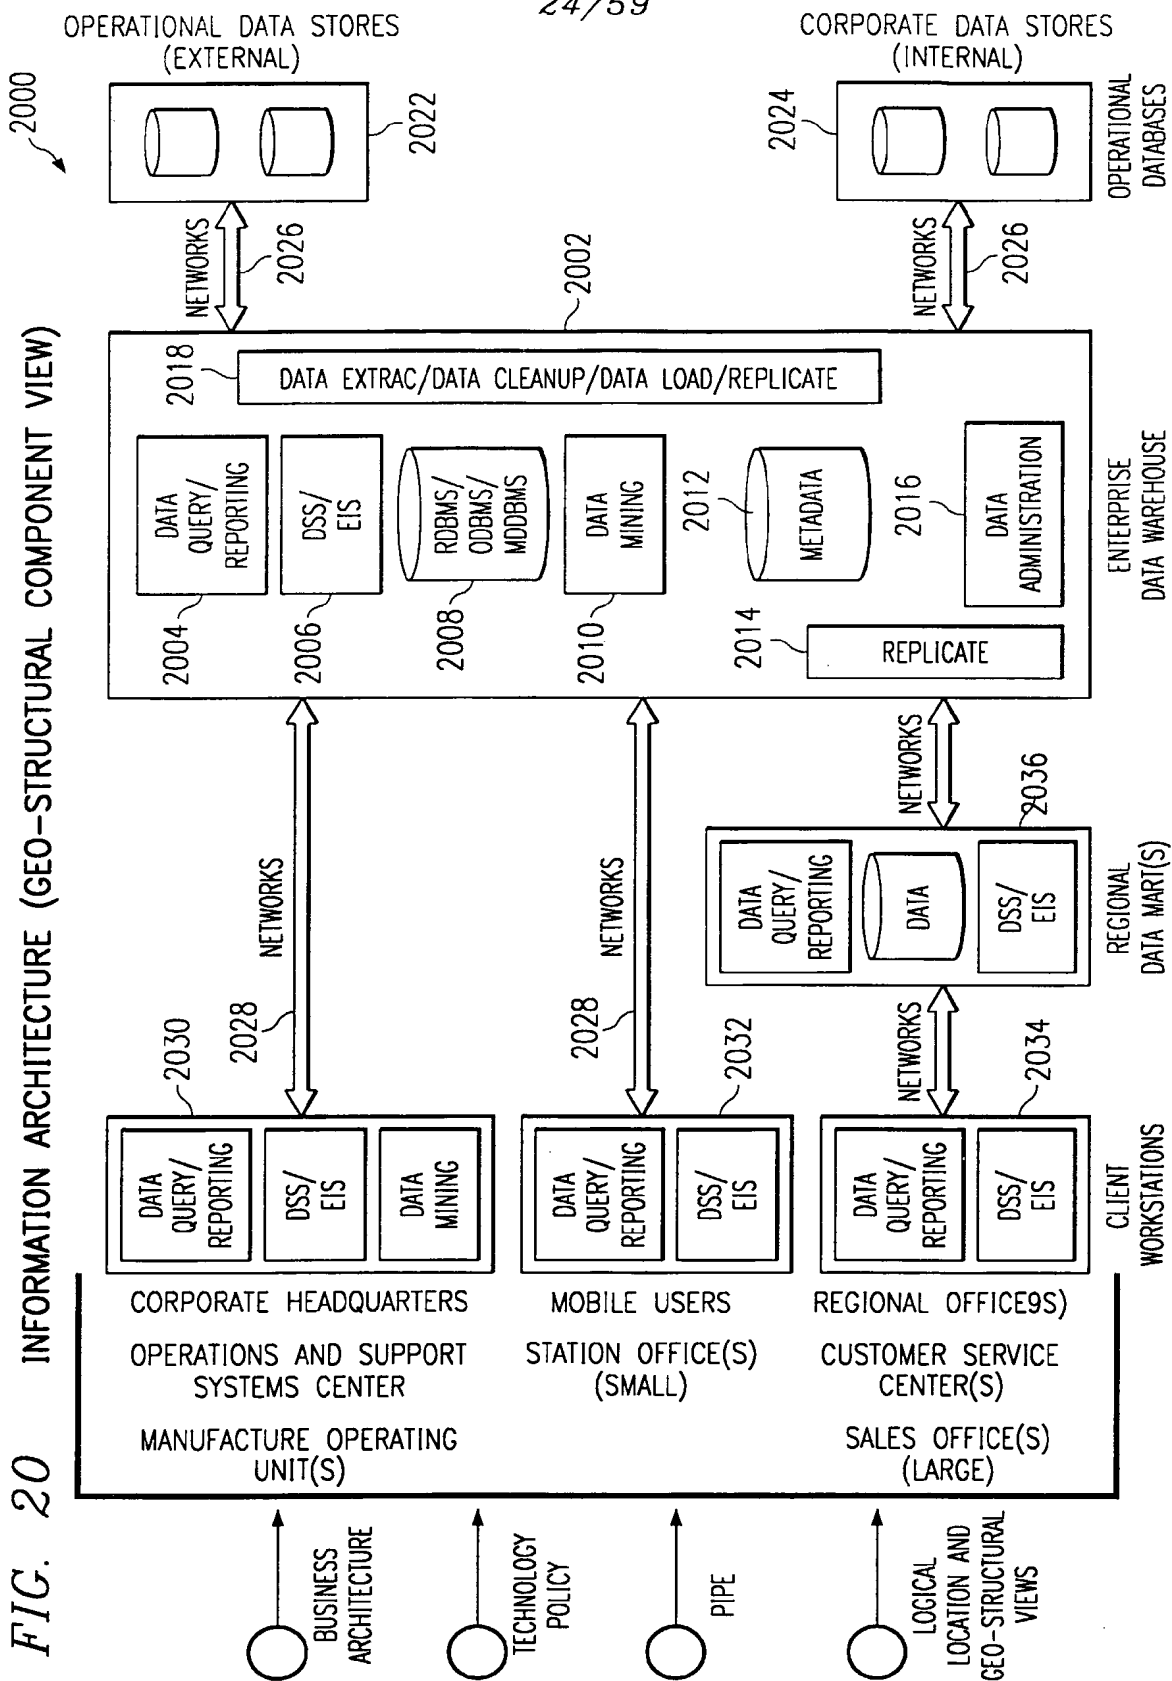 24/59
FIG. 20
INFORMATION ARCHITECTURE (GEO-STRUCTURAL COMPONENT VIEW)
2000
OPERATIONAL DATA STORES
(EXTERNAL)
2022
CORPORATE DATA STORES
(INTERNAL)
2024
OPERATIONAL
DATABASES
NETWORKS
2026
NETWORKS
2026
2002
2018
DATA EXTRAC/DATA CLEANUP/DATA LOAD/REPLICATE
DATA
QUERY/
REPORTING
2004
DSS/
EIS
2006
RDBMS/
ODBMS/
MDDBMS
2008
DATA
MINING
2010
2012
METADATA
2016
DATA
ADMINISTRATION
2014
REPLICATE
ENTERPRISE
DATA WAREHOUSE
NETWORKS
2028
NETWORKS
2028
NETWORKS
2036
DATA
QUERY/
REPORTING
DATA
DSS/
EIS
REGIONAL
DATA MART(S)
NETWORKS
2030
DATA
QUERY/
REPORTING
DSS/
EIS
DATA
MINING
2032
DATA
QUERY/
REPORTING
DSS/
EIS
2034
DATA
QUERY/
REPORTING
DSS/
EIS
CLIENT
WORKSTATIONS
CORPORATE HEADQUARTERS
OPERATIONS AND SUPPORT
SYSTEMS CENTER
MANUFACTURE OPERATING
UNIT(S)
MOBILE USERS
STATION OFFICE(S)
(SMALL)
REGIONAL OFFICE9S)
CUSTOMER SERVICE
CENTER(S)
SALES OFFICE(S)
(LARGE)
BUSINESS
ARCHITECTURE
TECHNOLOGY
POLICY
PIPE
LOGICAL
LOCATION AND
GEO-STRUCTURAL
VIEWS